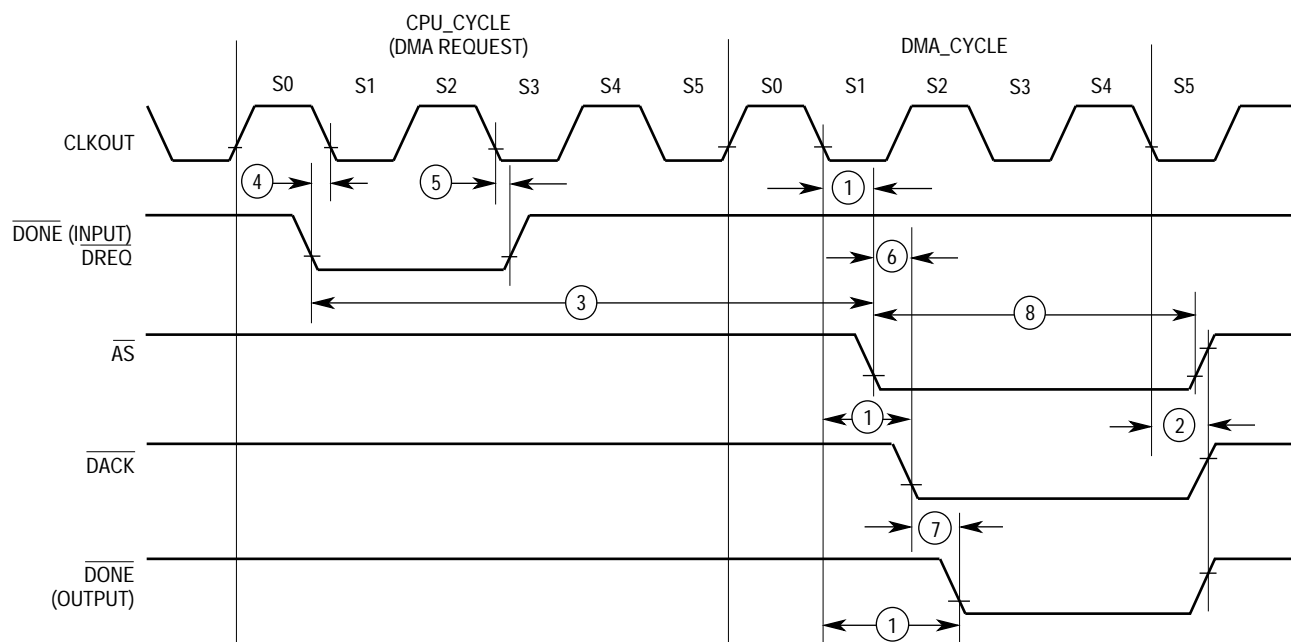 CPU_CYCLE
(DMA REQUEST)
DMA_CYCLE
S0 S1 S2 S3 S4 S5 S0 S1 S2 S3 S4 S5
CLKOUT
4 5 1
DONE (INPUT)
DREQ
6
3
8
AS
1
2
DACK
7
DONE
(OUTPUT)
1